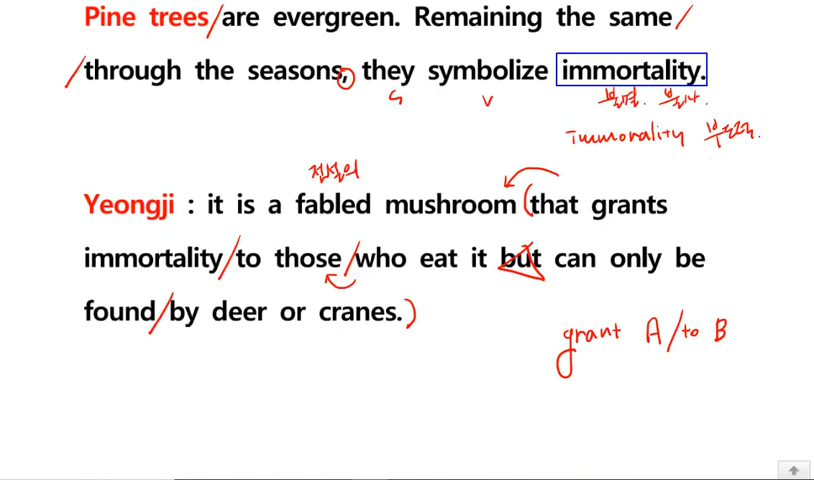 Pine trees/are evergreen. Remaining the same/
/through the seasons, they symbolize immortality.
S V
불멸. 불사.
immorality 부도덕.
전설의
Yeongji : it is a fabled mushroom (that grants
immortality/to those/who eat it but can only be
found/by deer or cranes.)
grant A/to B